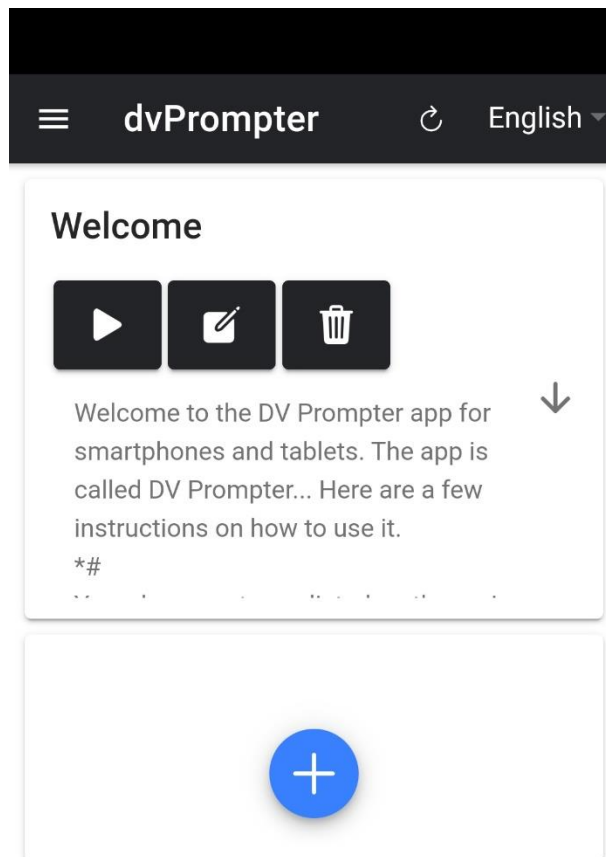 dvPrompter English
Welcome
Welcome to the DV Prompter app for
smartphones and tablets. The app is
called DV Prompter... Here are a few
instructions on how to use it.
*#